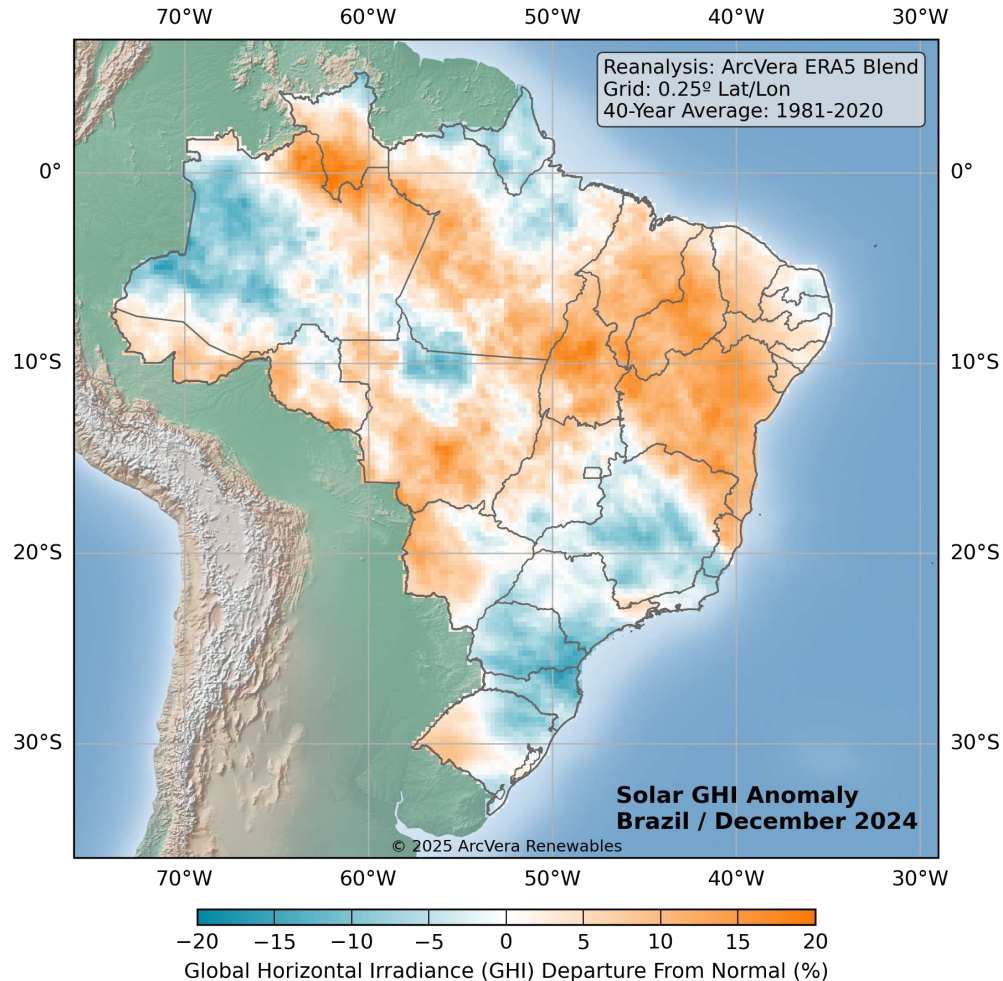 70°W 60°W 50°W 40°W 30°W
Reanalysis: ArcVera ERA5 Blend
Grid: 0.25º Lat/Lon
40-Year Average: 1981-2020
0° 0°
10°S 10°S
20°S 20°S
30°S 30°S
Solar GHI Anomaly
Brazil / December 2024
© 2025 ArcVera Renewables
70°W 60°W 50°W 40°W 30°W
−20 −15 −10 −5 0 5 10 15 20
Global Horizontal Irradiance (GHI) Departure From Normal (%)